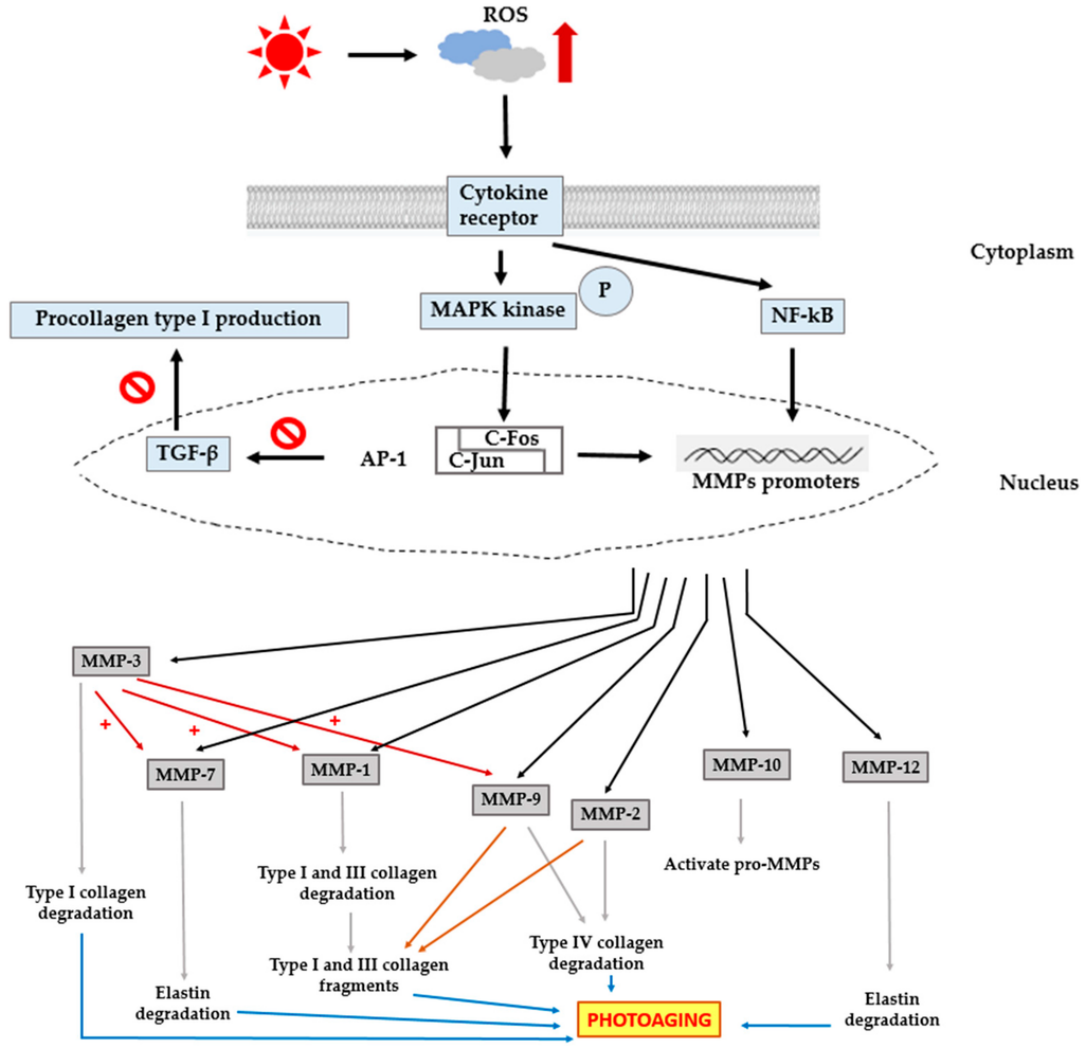 ROS
Cytokine
receptor
Cytoplasm
P
MAPK kinase
NF-kB
Procollagen type I production
TGF-β
AP-1
C-Fos
C-Jun
MMPs promoters
Nucleus
MMP-3
+
+
+
MMP-7
MMP-1
MMP-9
MMP-2
MMP-10
MMP-12
Activate pro-MMPs
Type I and III collagen
degradation
Type I collagen
degradation
Type IV collagen
degradation
Type I and III collagen
fragments
Elastin
degradation
Elastin
degradation
PHOTOAGING